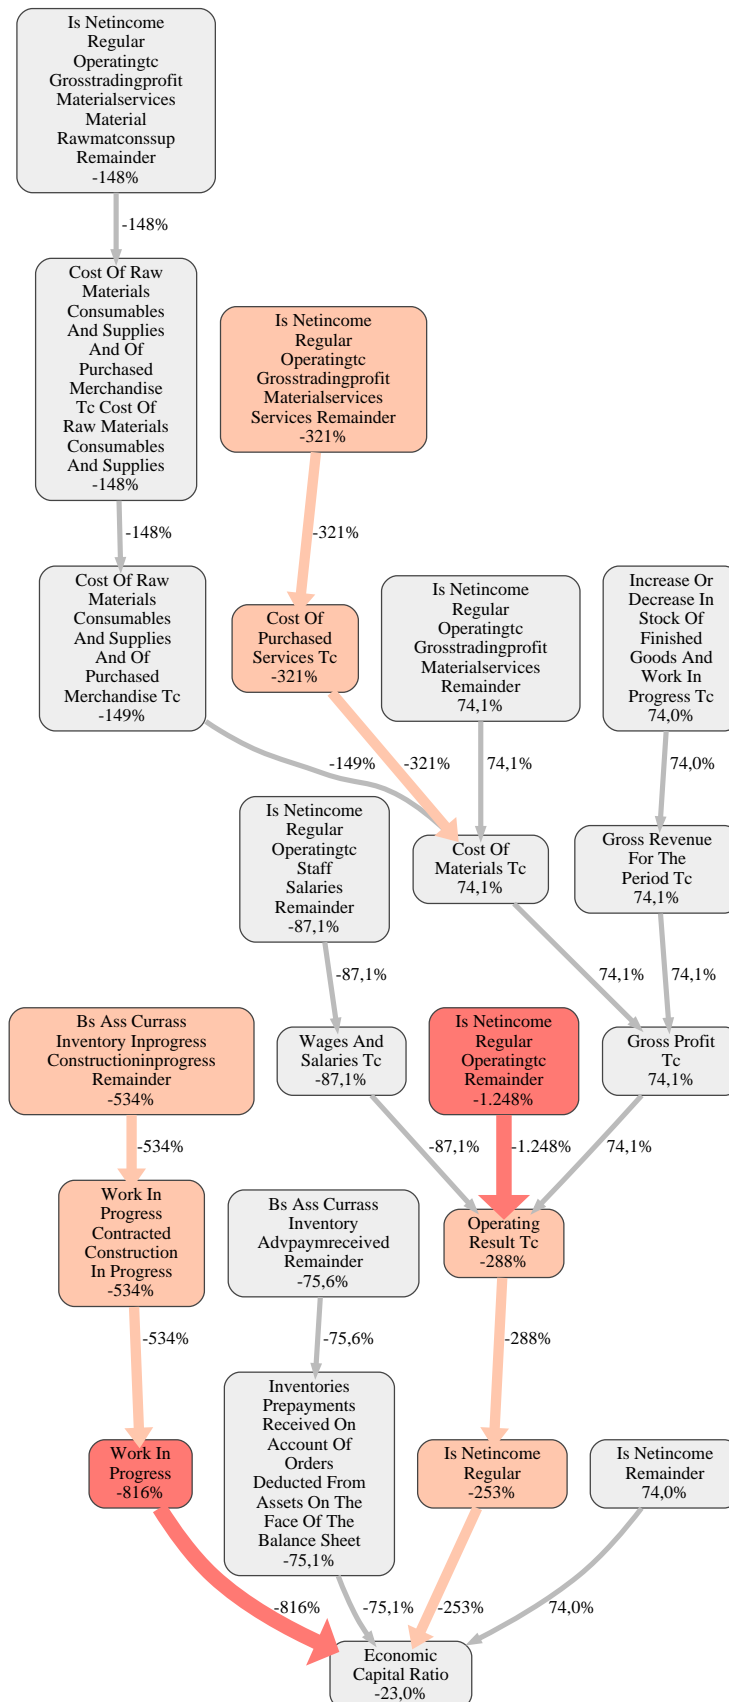 Is Netincome
Regular
Operatingtc
Grosstradingprofit
Materialservices
Material
Rawmatconssup
Remainder
-148%
-148%
Cost Of Raw
Materials
Consumables
And Supplies
And Of
Purchased
Merchandise
Tc Cost Of
Raw Materials
Consumables
And Supplies
-148%
Is Netincome
Regular
Operatingtc
Grosstradingprofit
Materialservices
Services Remainder
-321%
-148%
-321%
Cost Of Raw
Materials
Consumables
And Supplies
And Of
Purchased
Merchandise Tc
-149%
Cost Of
Purchased
Services Tc
-321%
Is Netincome
Regular
Operatingtc
Grosstradingprofit
Materialservices
Remainder
74,1%
Increase Or
Decrease In
Stock Of
Finished
Goods And
Work In
Progress Tc
74,0%
-149%
-321%
74,1%
74,0%
Is Netincome
Regular
Operatingtc
Staff
Salaries
Remainder
-87,1%
Cost Of
Materials Tc
74,1%
Gross Revenue
For The
Period Tc
74,1%
-87,1%
74,1%
74,1%
Bs Ass Currass
Inventory Inprogress
Constructioninprogress
Remainder
-534%
Wages And
Salaries Tc
-87,1%
Is Netincome
Regular
Operatingtc
Remainder
-1.248%
Gross Profit
Tc
74,1%
-534%
-87,1%
-1.248%
74,1%
Work In
Progress
Contracted
Construction
In Progress
-534%
Bs Ass Currass
Inventory
Advpaymreceived
Remainder
-75,6%
Operating
Result Tc
-288%
-534%
-75,6%
-288%
Work In
Progress
-816%
Inventories
Prepayments
Received On
Account Of
Orders
Deducted From
Assets On The
Face Of The
Balance Sheet
-75,1%
Is Netincome
Regular
-253%
Is Netincome
Remainder
74,0%
-816%
-75,1%
-253%
74,0%
Economic
Capital Ratio
-23,0%